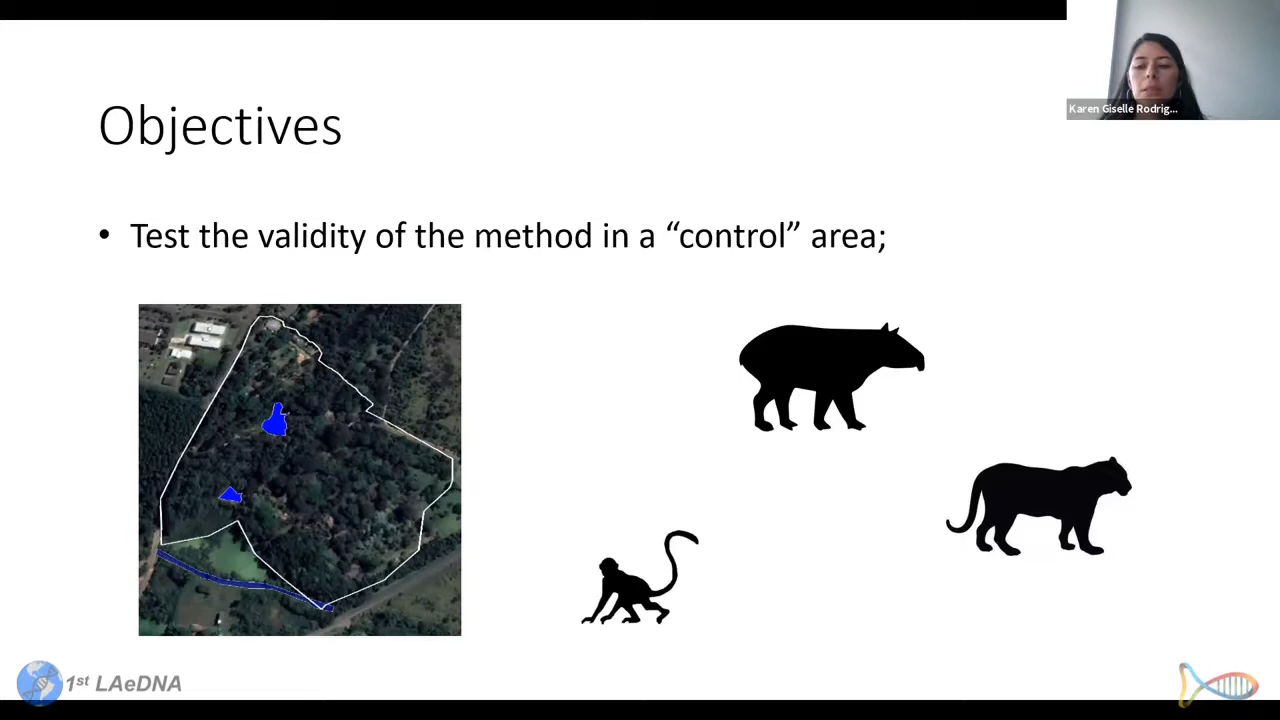 Karen Giselle Rodrig...
Objectives
• Test the validity of the method in a “control” area;
1st LAeDNA